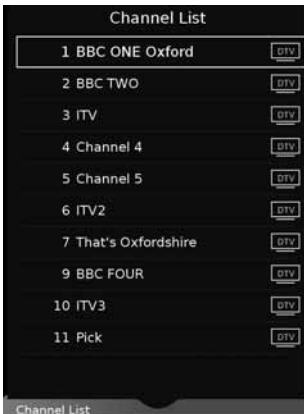 Channel List
1 BBC ONE Oxford DTV
2 BBC TWO DTV
3 ITV DTV
4 Channel 4 DTV
5 Channel 5 DTV
6 ITV2 DTV
7 That's Oxfordshire DTV
9 BBC FOUR DTV
10 ITV3 DTV
11 Pick DTV
Channel List